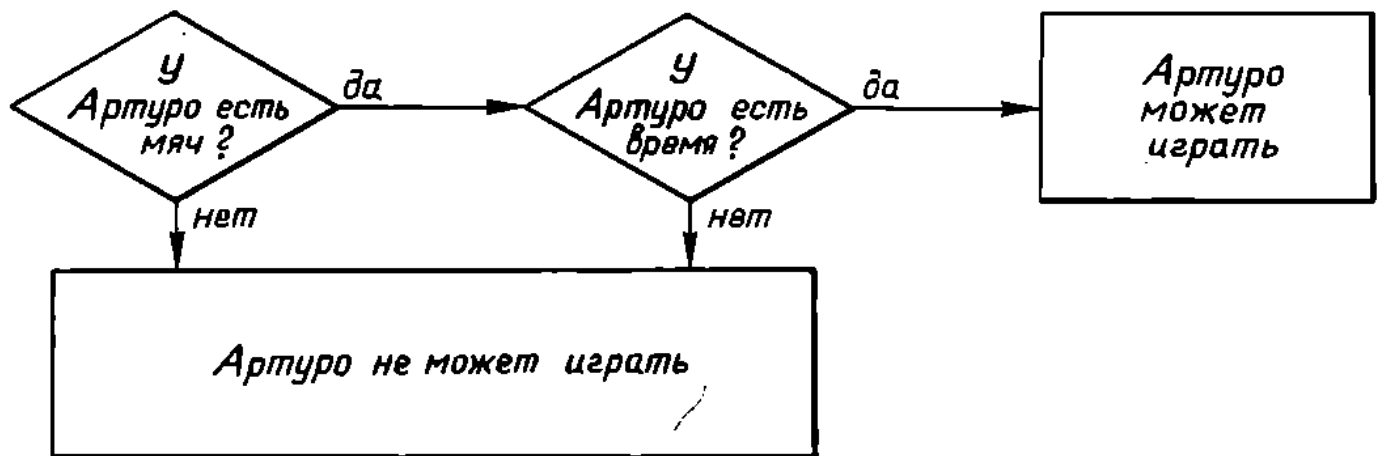 У
Артуро есть
мяч?
да
У
Артуро есть
время?
да
Артуро
может
играть
нет
нет
Артуро не может играть